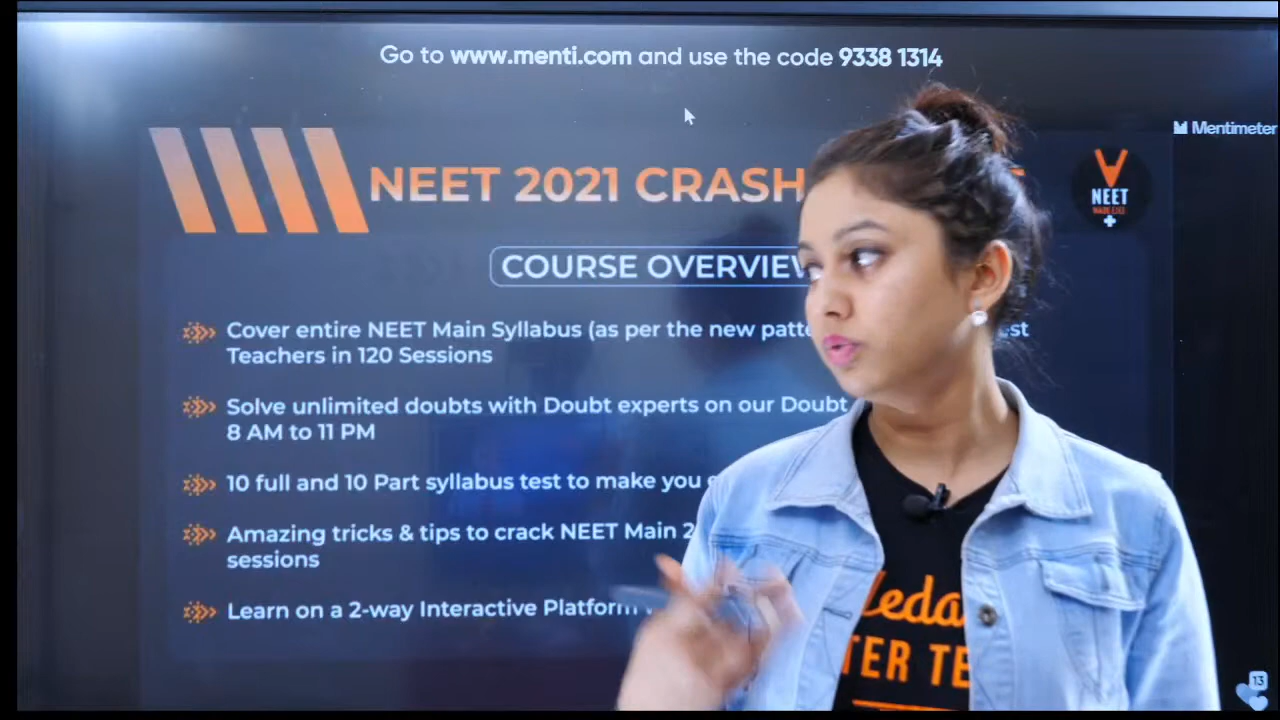 Go to www.menti.com and use the code 9338 1314
Mentimeter
NEET 2021 CRASH
NEET
COURSE OVERVIEW
Cover entire NEET Main Syllabus (as per the new
Teachers in 120 Sessions
Solve unlimited doubts with Doubt experts on our Doubt
8 AM to 11 PM
10 full and 10 Part syllabus test to make you
Amazing tricks & tips to crack NEET Main 2
sessions
Learn on a 2-way Interactive Platform
TER TE
13